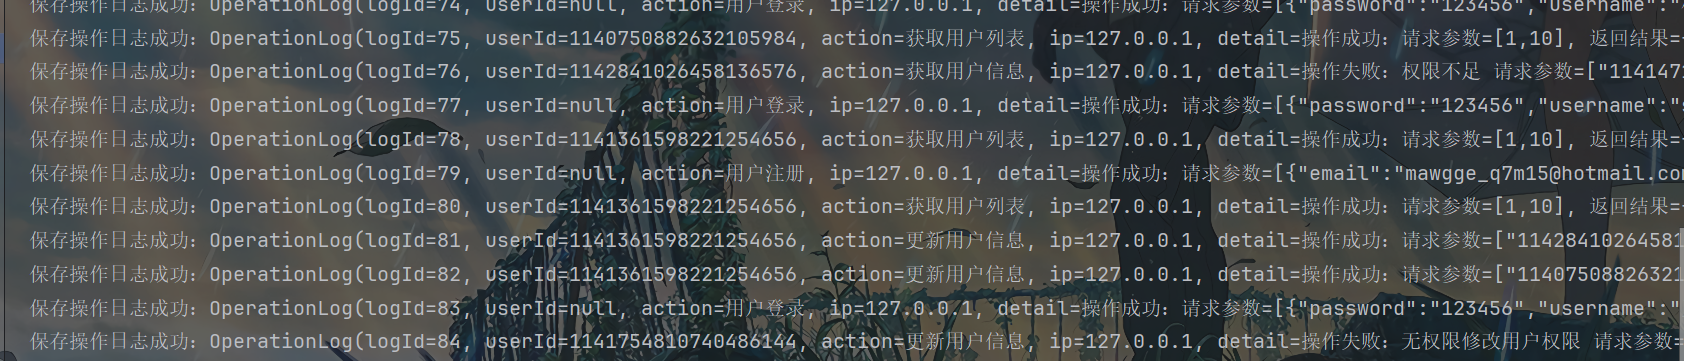 保存操作日志成功：OperationLog(logId=74, userId=null, action=用户登录, ip=127.0.0.1, detail=操作成功：请求参数=[{"password":"123456","username":"
保存操作日志成功：OperationLog(logId=75, userId=1140750882632105984, action=获取用户列表, ip=127.0.0.1, detail=操作成功：请求参数=[1,10], 返回结果=
保存操作日志成功：OperationLog(logId=76, userId=1142841026458136576, action=获取用户信息, ip=127.0.0.1, detail=操作失败：权限不足 请求参数=["1141471
保存操作日志成功：OperationLog(logId=77, userId=null, action=用户登录, ip=127.0.0.1, detail=操作成功：请求参数=[{"password":"123456","username":"
保存操作日志成功：OperationLog(logId=78, userId=1141361598221254656, action=获取用户列表, ip=127.0.0.1, detail=操作成功：请求参数=[1,10], 返回结果=
保存操作日志成功：OperationLog(logId=79, userId=null, action=用户注册, ip=127.0.0.1, detail=操作成功：请求参数=[{"email":"mawgge_q7m15@hotmail.com
保存操作日志成功：OperationLog(logId=80, userId=1141361598221254656, action=获取用户列表, ip=127.0.0.1, detail=操作成功：请求参数=[1,10], 返回结果=
保存操作日志成功：OperationLog(logId=81, userId=1141361598221254656, action=更新用户信息, ip=127.0.0.1, detail=操作成功：请求参数=["11428410264581
保存操作日志成功：OperationLog(logId=82, userId=1141361598221254656, action=更新用户信息, ip=127.0.0.1, detail=操作成功：请求参数=["11407508826321
保存操作日志成功：OperationLog(logId=83, userId=null, action=用户登录, ip=127.0.0.1, detail=操作成功：请求参数=[{"password":"123456","username":"
保存操作日志成功：OperationLog(logId=84, userId=1141754810740486144, action=更新用户信息, ip=127.0.0.1, detail=操作失败：无权限修改用户权限 请求参数=